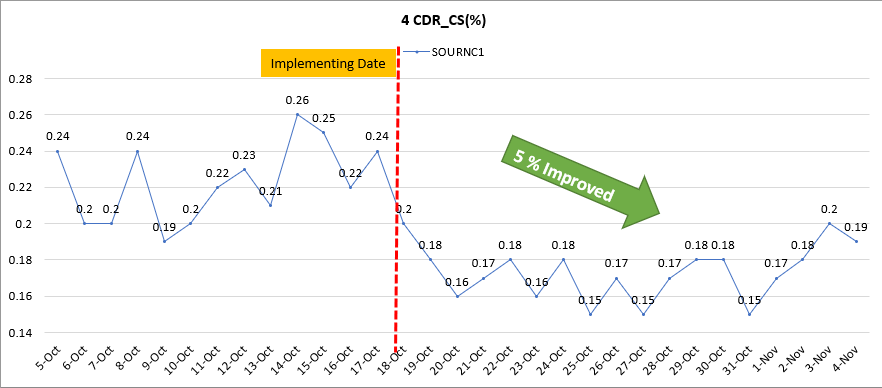 4 CDR_CS(%)
Implementing Date
SOURNC1
5 % Improved
0.28
0.26
0.24
0.22
0.2
0.18
0.16
0.14
0.24
0.2
0.2
0.24
0.19
0.2
0.22
0.23
0.21
0.26
0.25
0.22
0.24
0.2
0.18
0.16
0.17
0.18
0.16
0.18
0.15
0.17
0.15
0.17
0.18
0.18
0.15
0.17
0.18
0.2
0.19
5-Oct
6-Oct
7-Oct
8-Oct
9-Oct
10-Oct
11-Oct
12-Oct
13-Oct
14-Oct
15-Oct
16-Oct
17-Oct
18-Oct
19-Oct
20-Oct
21-Oct
22-Oct
23-Oct
24-Oct
25-Oct
26-Oct
27-Oct
28-Oct
29-Oct
30-Oct
31-Oct
1-Nov
2-Nov
3-Nov
4-Nov